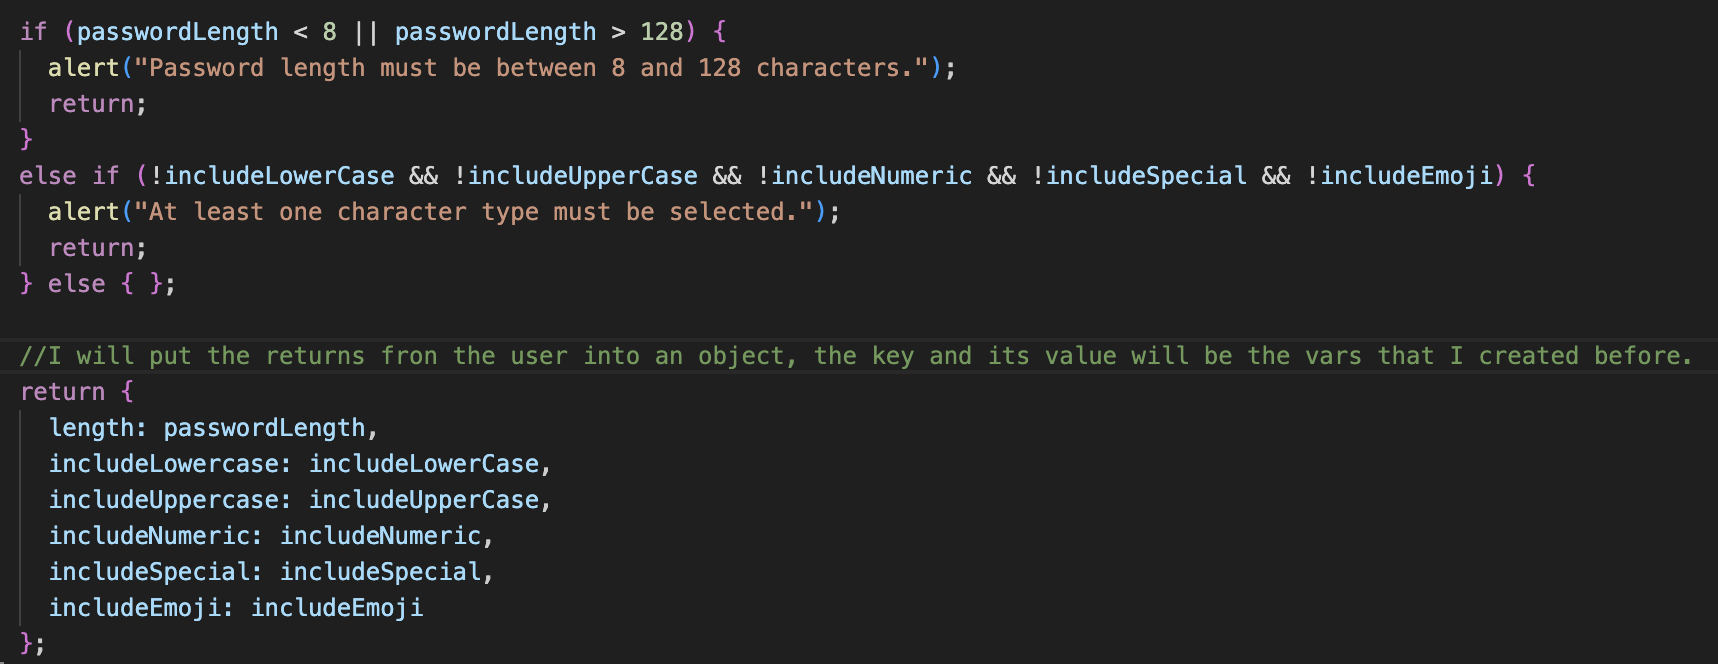 if (passwordLength < 8 || passwordLength > 128) {
  alert("Password length must be between 8 and 128 characters.");
  return;
}
else if (!includeLowerCase && !includeUpperCase && !includeNumeric && !includeSpecial && !includeEmoji) {
  alert("At least one character type must be selected.");
  return;
} else { };

//I will put the returns fron the user into an object, the key and its value will be the vars that I created before.
return {
  length: passwordLength,
  includeLowercase: includeLowerCase,
  includeUppercase: includeUpperCase,
  includeNumeric: includeNumeric,
  includeSpecial: includeSpecial,
  includeEmoji: includeEmoji
};